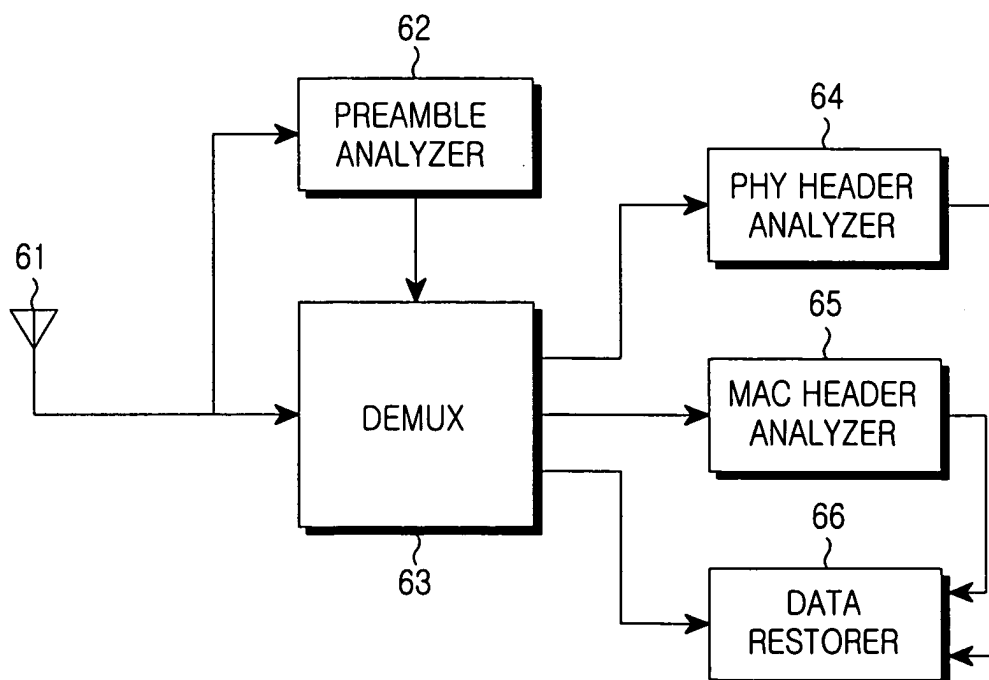 62
PREAMBLE
ANALYZER
64
PHY HEADER
ANALYZER
61
65
DEMUX
MAC HEADER
ANALYZER
63
66
DATA
RESTORER